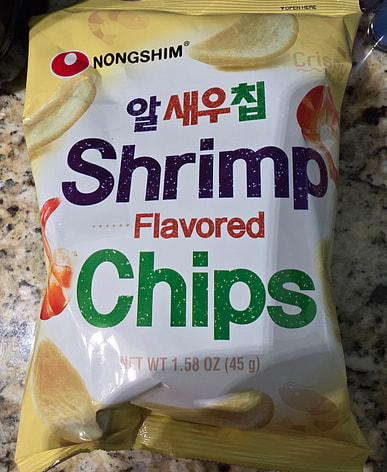 OPEN HERE
NONGSHIM®
알 새우칩
Shrimp
Flavored
Chips
NET WT 1.58 OZ (45 g)